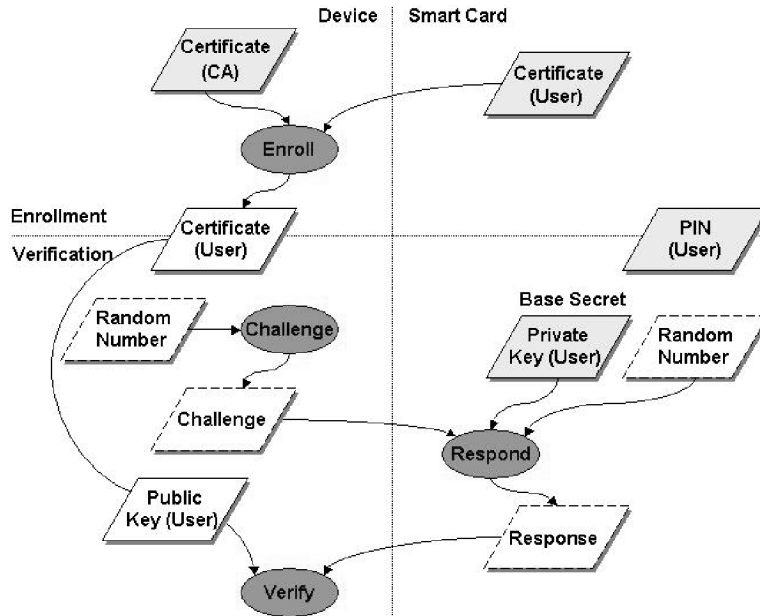 Device
Smart Card
Certificate
(CA)
Certificate
(User)
Enroll
Enrollment
Certificate
(User)
PIN
(User)
Verification
Base Secret
Random
Number
Challenge
Private
Key (User)
Random
Number
Challenge
Respond
Public
Key (User)
Response
Verify